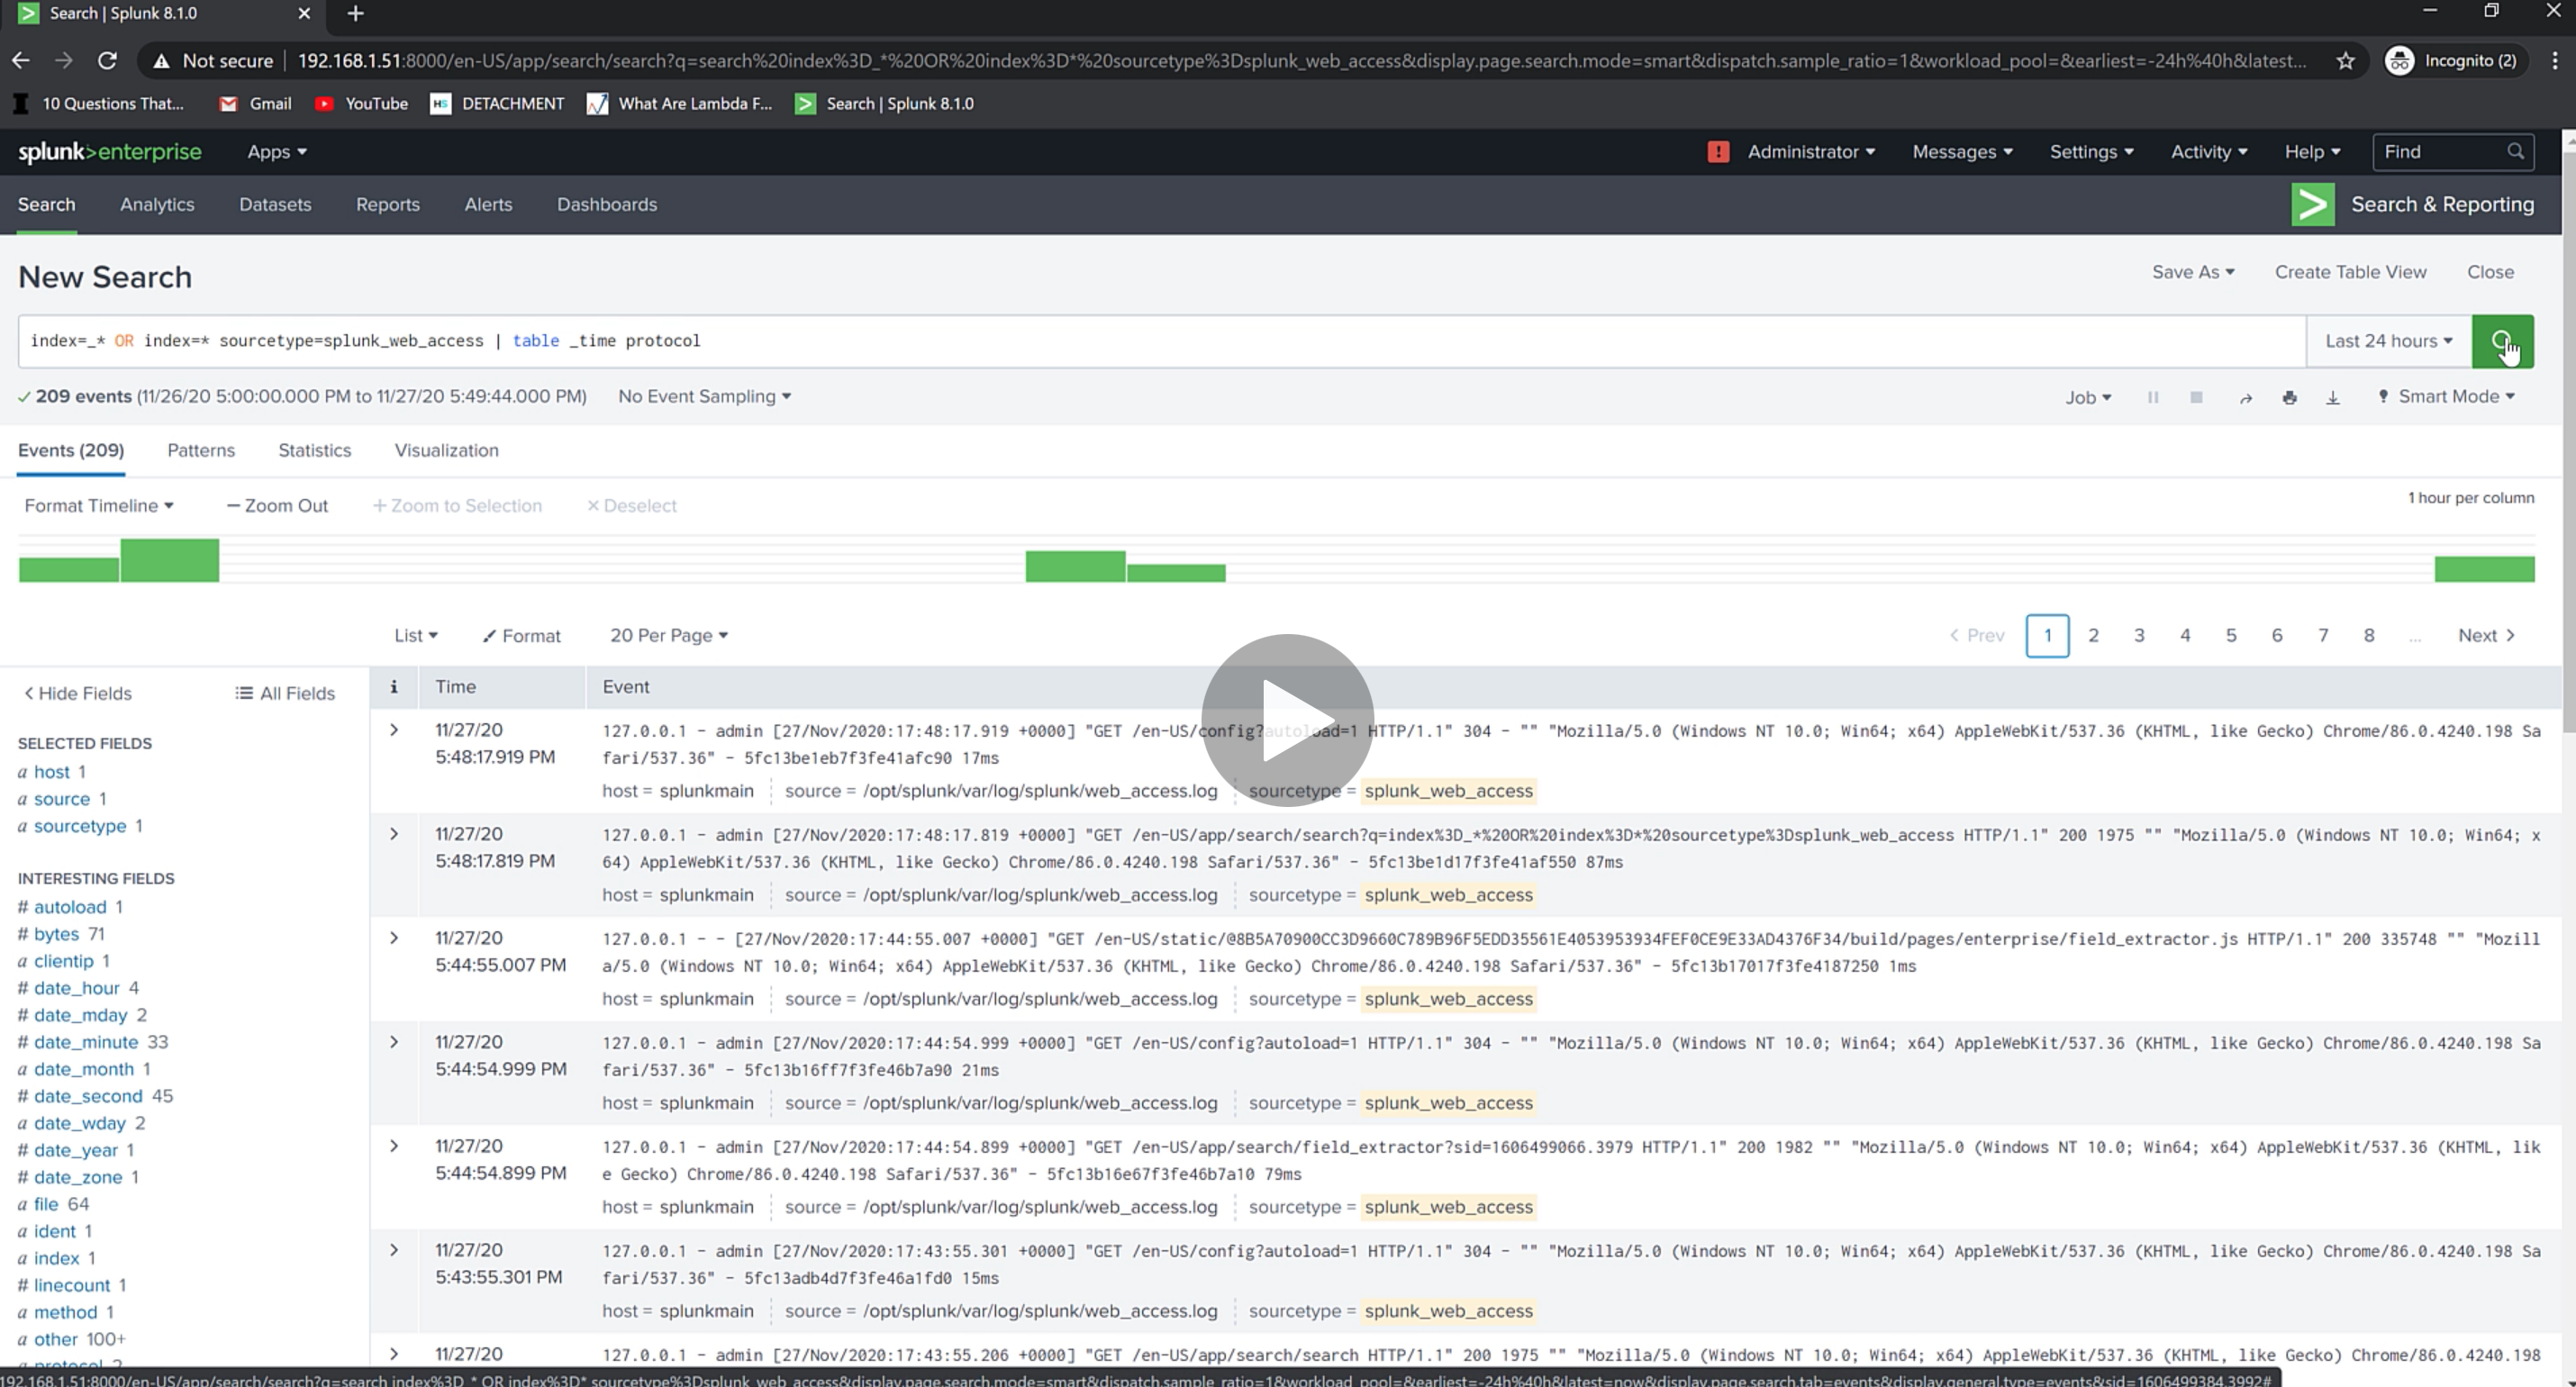 Search | Splunk 8.1.0
Not secure 192.168.1.51:8000/en-US/app/search/search?q=search%20index%3D_*%20OR%20index%3D*%20sourcetype%3Dsplunk_web_access&display.page.search.mode=smart&dispatch.sample_ratio=1&workload_pool=&earliest=-24h%40h&latest... Incognito (2)
10 Questions That... Gmail YouTube HS DETACHMENT What Are Lambda F... Search | Splunk 8.1.0
splunk>enterprise Apps Administrator Messages Settings Activity Help Find
Search Analytics Datasets Reports Alerts Dashboards Search & Reporting
New Search Save As Create Table View Close
index=_* OR index=* sourcetype=splunk_web_access | table _time protocol Last 24 hours
209 events (11/26/20 5:00:00.000 PM to 11/27/20 5:49:44.000 PM) No Event Sampling Job Smart Mode
Events (209) Patterns Statistics Visualization
Format Timeline — Zoom Out + Zoom to Selection × Deselect 1 hour per column
List Format 20 Per Page < Prev 1 2 3 4 5 6 7 8 ... Next >
< Hide Fields All Fields
SELECTED FIELDS
a host 1
a source 1
a sourcetype 1
INTERESTING FIELDS
# autoload 1
# bytes 71
a clientip 1
# date_hour 4
# date_mday 2
# date_minute 33
a date_month 1
# date_second 45
a date_wday 2
# date_year 1
# date_zone 1
a file 64
a ident 1
a index 1
# linecount 1
a method 1
a other 100+
a protocol 2
i Time Event
11/27/20 127.0.0.1 - admin [27/Nov/2020:17:48:17.919 +0000] "GET /en-US/config?autoload=1 HTTP/1.1" 304 - "" "Mozilla/5.0 (Windows NT 10.0; Win64; x64) AppleWebKit/537.36 (KHTML, like Gecko) Chrome/86.0.4240.198 Sa
5:48:17.919 PM fari/537.36" - 5fc13be1eb7f3fe41afc90 17ms
host = splunkmain source = /opt/splunk/var/log/splunk/web_access.log sourcetype = splunk_web_access
11/27/20 127.0.0.1 - admin [27/Nov/2020:17:48:17.819 +0000] "GET /en-US/app/search/search?q=index%3D_*%20OR%20index%3D*%20sourcetype%3Dsplunk_web_access HTTP/1.1" 200 1975 "" "Mozilla/5.0 (Windows NT 10.0; Win64; x
5:48:17.819 PM 64) AppleWebKit/537.36 (KHTML, like Gecko) Chrome/86.0.4240.198 Safari/537.36" - 5fc13be1d17f3fe41af550 87ms
host = splunkmain source = /opt/splunk/var/log/splunk/web_access.log sourcetype = splunk_web_access
11/27/20 127.0.0.1 - - [27/Nov/2020:17:44:55.007 +0000] "GET /en-US/static/@8B5A70900CC3D9660C789B96F5EDD35561E4053953934FEF0CE9E33AD4376F34/build/pages/enterprise/field_extractor.js HTTP/1.1" 200 335748 "" "Mozill
5:44:55.007 PM a/5.0 (Windows NT 10.0; Win64; x64) AppleWebKit/537.36 (KHTML, like Gecko) Chrome/86.0.4240.198 Safari/537.36" - 5fc13b17017f3fe4187250 1ms
host = splunkmain source = /opt/splunk/var/log/splunk/web_access.log sourcetype = splunk_web_access
11/27/20 127.0.0.1 - admin [27/Nov/2020:17:44:54.999 +0000] "GET /en-US/config?autoload=1 HTTP/1.1" 304 - "" "Mozilla/5.0 (Windows NT 10.0; Win64; x64) AppleWebKit/537.36 (KHTML, like Gecko) Chrome/86.0.4240.198 Sa
5:44:54.999 PM fari/537.36" - 5fc13b16ff7f3fe46b7a90 21ms
host = splunkmain source = /opt/splunk/var/log/splunk/web_access.log sourcetype = splunk_web_access
11/27/20 127.0.0.1 - admin [27/Nov/2020:17:44:54.899 +0000] "GET /en-US/app/search/field_extractor?sid=1606499066.3979 HTTP/1.1" 200 1982 "" "Mozilla/5.0 (Windows NT 10.0; Win64; x64) AppleWebKit/537.36 (KHTML, lik
5:44:54.899 PM e Gecko) Chrome/86.0.4240.198 Safari/537.36" - 5fc13b16e67f3fe46b7a10 79ms
host = splunkmain source = /opt/splunk/var/log/splunk/web_access.log sourcetype = splunk_web_access
11/27/20 127.0.0.1 - admin [27/Nov/2020:17:43:55.301 +0000] "GET /en-US/config?autoload=1 HTTP/1.1" 304 - "" "Mozilla/5.0 (Windows NT 10.0; Win64; x64) AppleWebKit/537.36 (KHTML, like Gecko) Chrome/86.0.4240.198 Sa
5:43:55.301 PM fari/537.36" - 5fc13adb4d7f3fe46a1fd0 15ms
host = splunkmain source = /opt/splunk/var/log/splunk/web_access.log sourcetype = splunk_web_access
11/27/20 127.0.0.1 - admin [27/Nov/2020:17:43:55.206 +0000] "GET /en-US/app/search/search HTTP/1.1" 200 1975 "" "Mozilla/5.0 (Windows NT 10.0; Win64; x64) AppleWebKit/537.36 (KHTML, like Gecko) Chrome/86.0.4240.198
192.168.1.51:8000/en-US/app/search/search?q=search index%3D_* OR index%3D* sourcetype%3Dsplunk_web_access&display.page.search.mode=smart&dispatch.sample_ratio=1&workload_pool=&earliest=-24h%40h&latest=now&display.page.search.tab=events&display.general.type=events&sid=1606499384.3992#